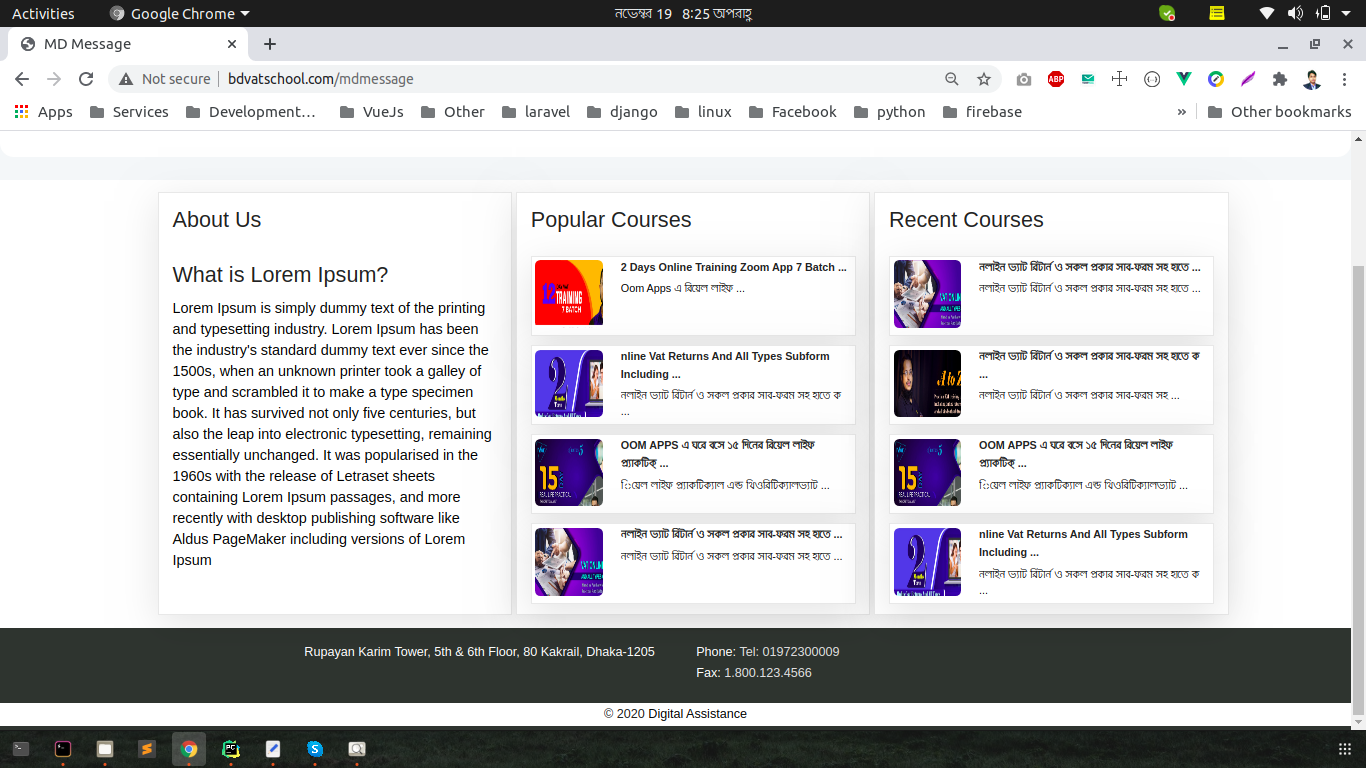 Activities
Google Chrome
নভেম্বর 19 8:25 অপরাহ্ণ
MD Message
Not secure
bdvatschool.com/mdmessage
ABP
Apps
Services
Development…
VueJs
Other
laravel
django
linux
Facebook
python
firebase
»
Other bookmarks
About Us
What is Lorem Ipsum?
Lorem Ipsum is simply dummy text of the printing
and typesetting industry. Lorem Ipsum has been
the industry's standard dummy text ever since the
1500s, when an unknown printer took a galley of
type and scrambled it to make a type specimen
book. It has survived not only five centuries, but
also the leap into electronic typesetting, remaining
essentially unchanged. It was popularised in the
1960s with the release of Letraset sheets
containing Lorem Ipsum passages, and more
recently with desktop publishing software like
Aldus PageMaker including versions of Lorem
Ipsum
Popular Courses
12
TRAINING
7 BATCH
2 Days Online Training Zoom App 7 Batch ...
Oom Apps এ রিয়েল লাইফ ...
2
nline Vat Returns And All Types Subform
Including ...
নলাইন ভ্যাট রিটার্ন ও সকল প্রকার সাব-ফরম সহ হাতে ক
...
15
OOM APPS এ ঘরে বসে ১৫ দিনের রিয়েল লাইফ
প্র্যাকটিক্ ...
িয়েল লাইফ প্র্যাকটিক্যাল এন্ড থিওরিটিক্যালভ্যাট ...
নলাইন ভ্যাট রিটার্ন ও সকল প্রকার সাব-ফরম সহ হাতে ...
নলাইন ভ্যাট রিটার্ন ও সকল প্রকার সাব-ফরম সহ হাতে ...
Recent Courses
নলাইন ভ্যাট রিটার্ন ও সকল প্রকার সাব-ফরম সহ হাতে ...
নলাইন ভ্যাট রিটার্ন ও সকল প্রকার সাব-ফরম সহ হাতে ...
A to Z
নলাইন ভ্যাট রিটার্ন ও সকল প্রকার সাব-ফরম সহ হাতে ক
...
নলাইন ভ্যাট রিটার্ন ও সকল প্রকার সাব-ফরম সহ ...
15
OOM APPS এ ঘরে বসে ১৫ দিনের রিয়েল লাইফ
প্র্যাকটিক্ ...
িয়েল লাইফ প্র্যাকটিক্যাল এন্ড থিওরিটিক্যালভ্যাট ...
2
nline Vat Returns And All Types Subform
Including ...
নলাইন ভ্যাট রিটার্ন ও সকল প্রকার সাব-ফরম সহ হাতে ক
...
Rupayan Karim Tower, 5th & 6th Floor, 80 Kakrail, Dhaka-1205
Phone: Tel: 01972300009
Fax: 1.800.123.4566
© 2020 Digital Assistance